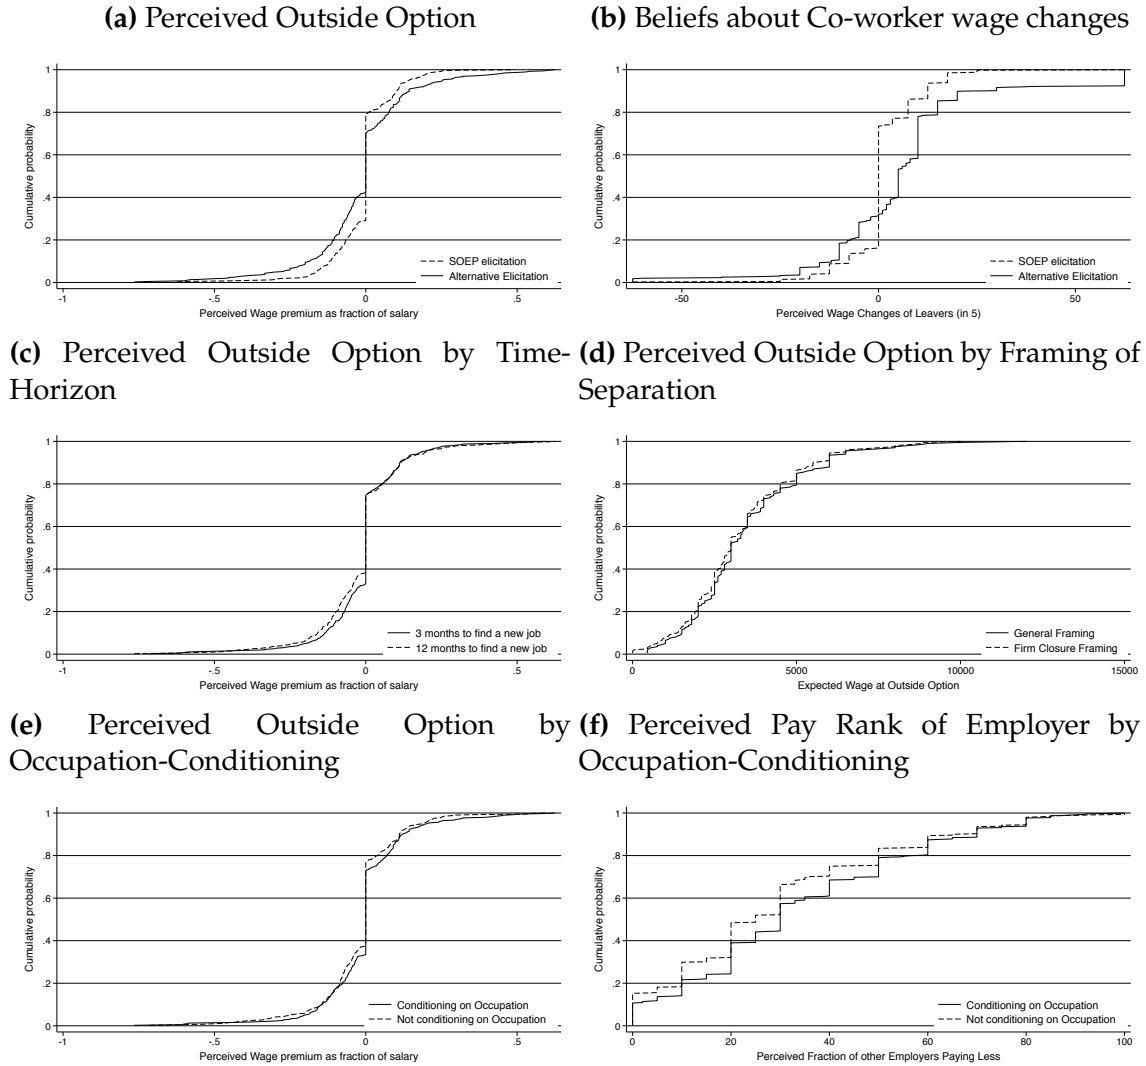 (a) Perceived Outside Option
Cumulative probability
1
.8
.6
.4
.2
0
SOEP elicitation
Alternative Elicitation
-1
-.5
0
.5
Perceived Wage premium as fraction of salary
(b) Beliefs about Co-worker wage changes
Cumulative probability
1
.8
.6
.4
.2
0
SOEP elicitation
Alternative Elicitation
-50
0
50
Perceived Wage Changes of Leavers (in 5)
(c) Perceived Outside Option by Time-
Horizon
Cumulative probability
1
.8
.6
.4
.2
0
3 months to find a new job
12 months to find a new job
-1
-.5
0
.5
Perceived Wage premium as fraction of salary
(d) Perceived Outside Option by Framing of
Separation
Cumulative probability
1
.8
.6
.4
.2
0
General Framing
Firm Closure Framing
0
5000
10000
15000
Expected Wage at Outside Option
(e) Perceived Outside Option by
Occupation-Conditioning
Cumulative probability
1
.8
.6
.4
.2
0
Conditioning on Occupation
Not conditioning on Occupation
-1
-.5
0
.5
Perceived Wage premium as fraction of salary
(f) Perceived Pay Rank of Employer by
Occupation-Conditioning
Cumulative probability
1
.8
.6
.4
.2
0
Conditioning on Occupation
Not conditioning on Occupation
0
20
40
60
80
100
Perceived Fraction of other Employers Paying Less